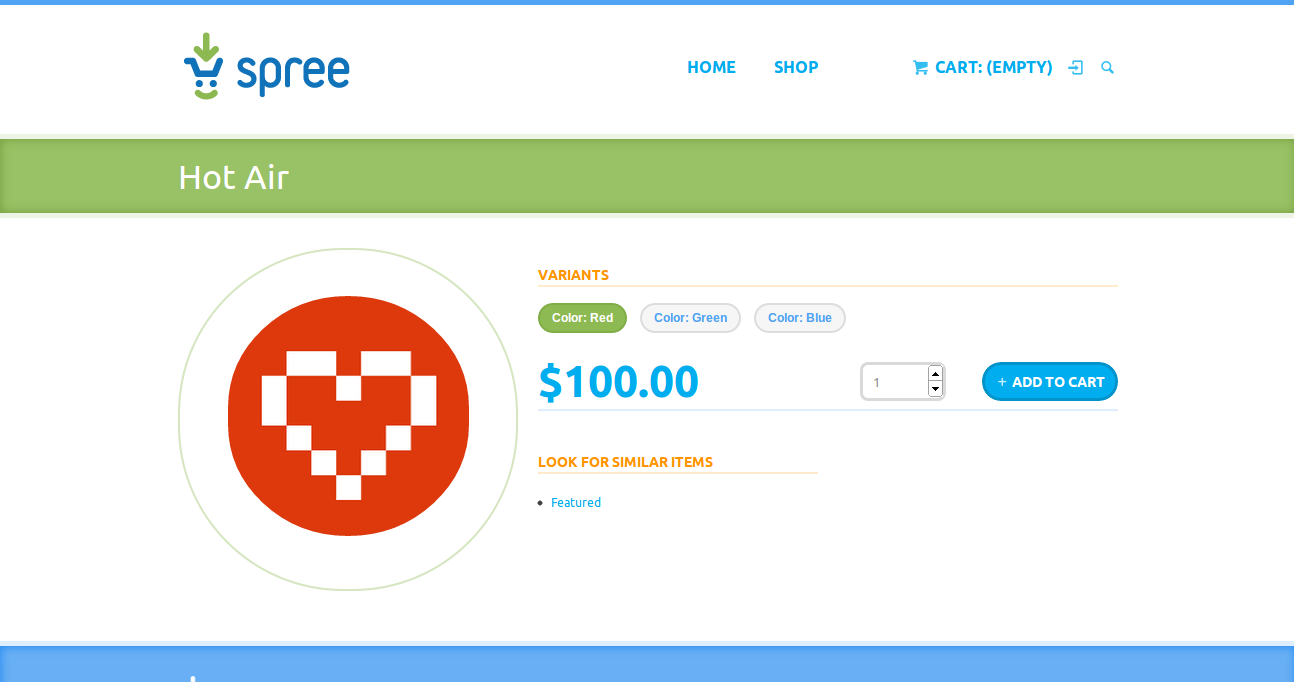 spree
HOME SHOP CART: (EMPTY)
Hot Air
VARIANTS
Color: Red Color: Green Color: Blue
$100.00 1 + ADD TO CART
LOOK FOR SIMILAR ITEMS
Featured